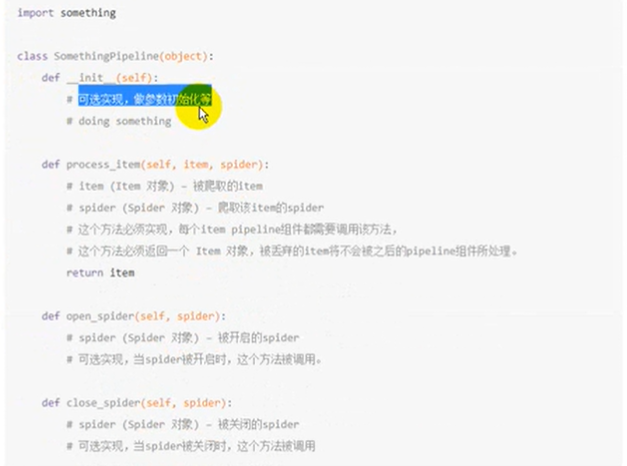 import something
class SomethingPipeline(object):
def __init__(self):
# 可选实现，做参数初始化等
# doing something
def process_item(self, item, spider):
# item (Item 对象) – 被爬取的item
# spider (Spider 对象) – 爬取该item的spider
# 这个方法必须实现，每个item pipeline组件都需要调用该方法，
# 这个方法必须返回一个 Item 对象，被丢弃的item将不会被之后的pipeline组件所处理。
return item
def open_spider(self, spider):
# spider (Spider 对象) – 被开启的spider
# 可选实现，当spider被开启时，这个方法被调用。
def close_spider(self, spider):
# spider (Spider 对象) – 被关闭的spider
# 可选实现，当spider被关闭时，这个方法被调用